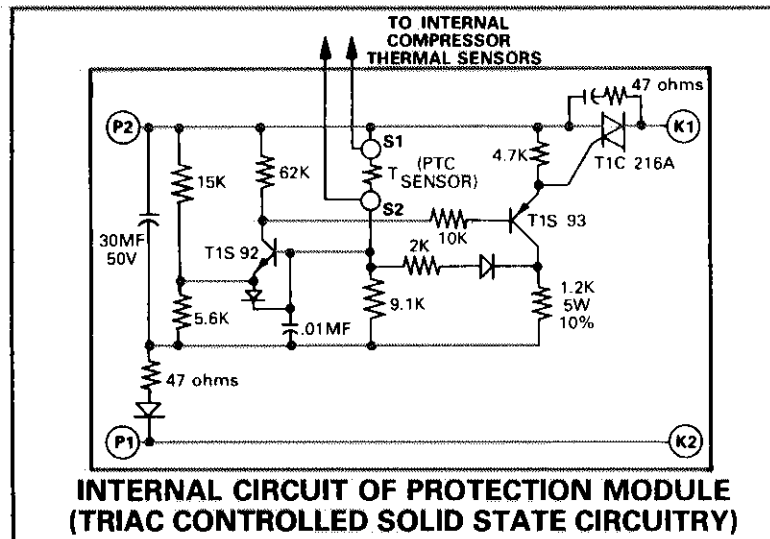 TO INTERNAL
COMPRESSOR
THERMAL SENSORS
47 ohms
P2
K1
S1
4.7K
T1C 216A
15K
62K
T (PTC
SENSOR)
S2
30MF
50V
T1S 92
10K
T1S 93
2K
5.6K
.01MF
9.1K
1.2K
5W
10%
47 ohms
P1
K2
INTERNAL CIRCUIT OF PROTECTION MODULE
(TRIAC CONTROLLED SOLID STATE CIRCUITRY)